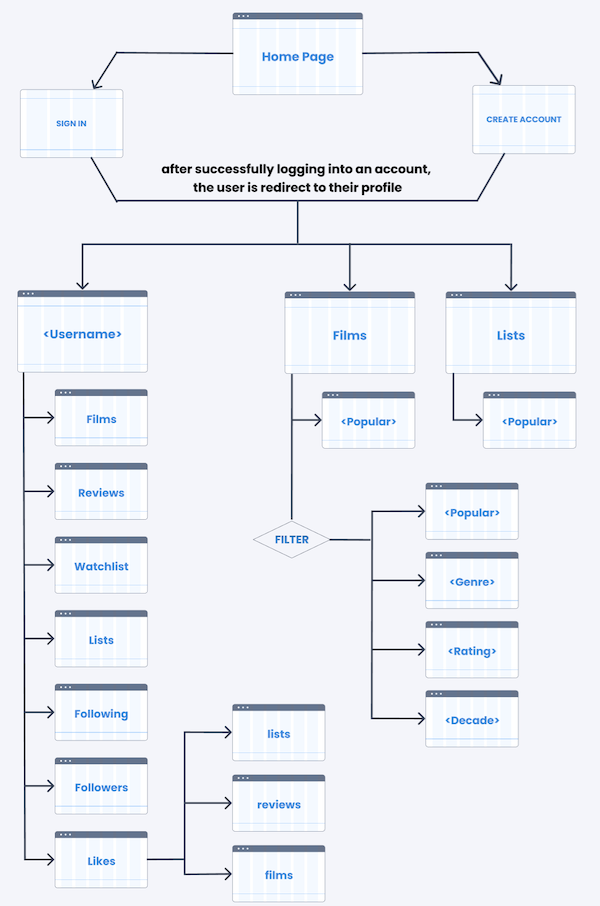 Home Page
SIGN IN
CREATE ACCOUNT
after successfully logging into an account,
the user is redirect to their profile
<Username>
Films
Lists
Films
<Popular>
<Popular>
Reviews
<Popular>
FILTER
Watchlist
<Genre>
Lists
<Rating>
Following
<Decade>
lists
Followers
reviews
Likes
films